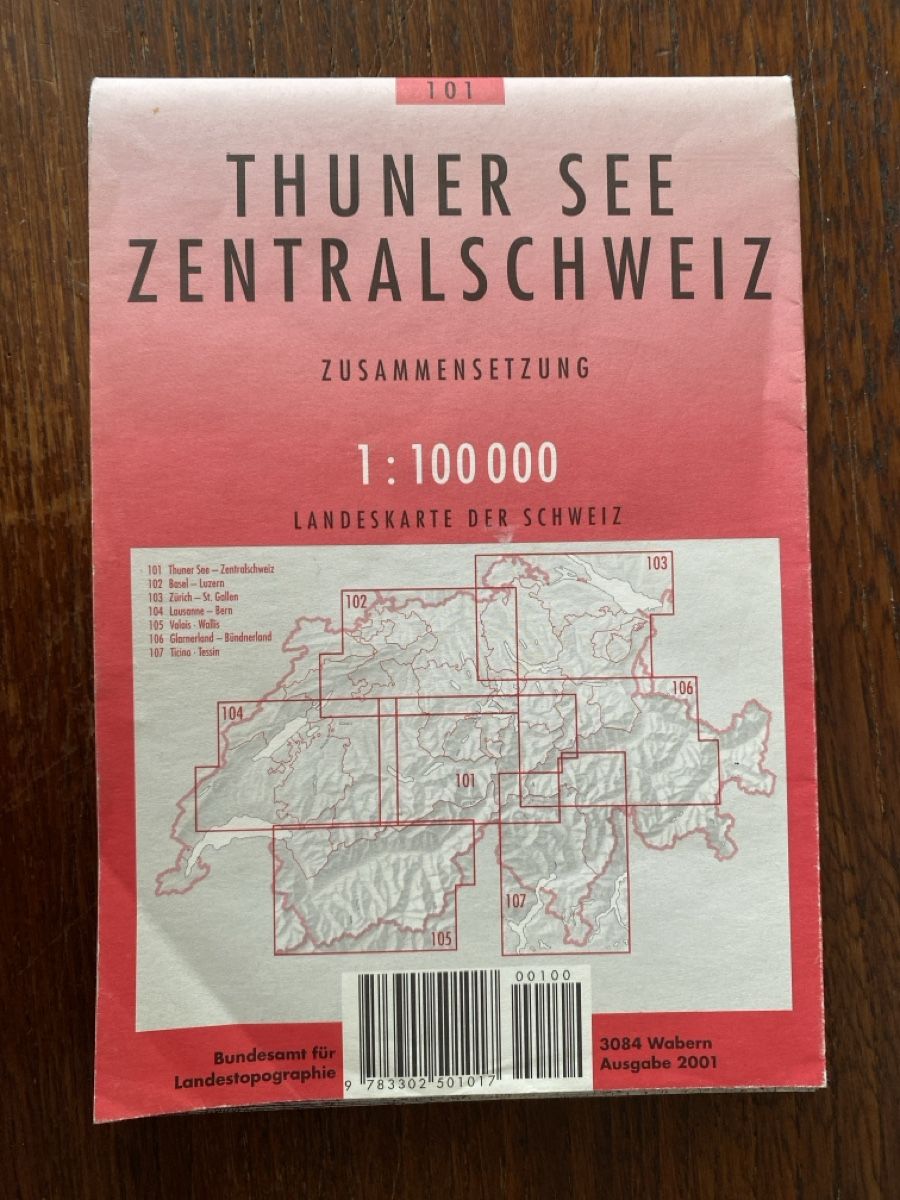 101
THUNER SEE
ZENTRALSCHWEIZ
ZUSAMMENSETZUNG
1 : 100 000
LANDESKARTE DER SCHWEIZ
101 Thuner See – Zentralschweiz
102 Basel – Luzern
103 Zürich – St. Gallen
104 Lausanne – Bern
105 Valais · Wallis
106 Glarnerland – Bündnerland
107 Ticino · Tessin
103
102
106
104
101
107
105
00100
Bundesamt für
Landestopographie
9 783302 501017
3084 Wabern
Ausgabe 2001